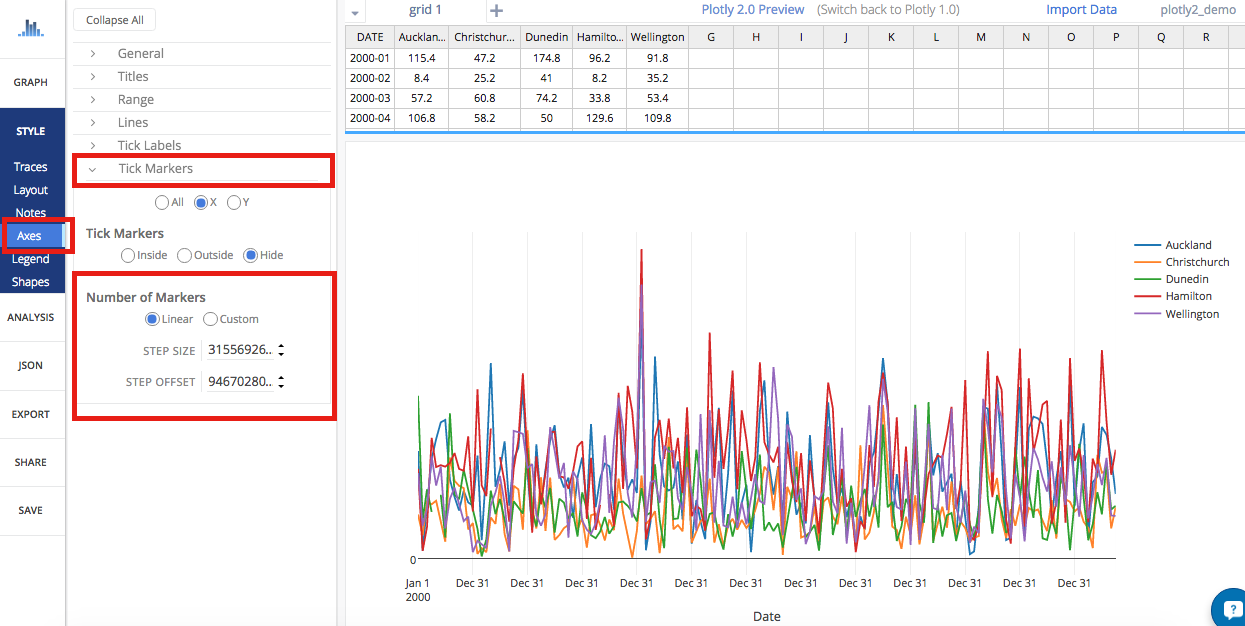 Collapse All
grid 1
Plotly 2.0 Preview (Switch back to Plotly 1.0) Import Data plotly2_demo
GRAPH
STYLE
Traces
Layout
Notes
Axes
Legend
Shapes
ANALYSIS
JSON
EXPORT
SHARE
SAVE
General
Titles
Range
Lines
Tick Labels
Tick Markers
All X Y
Tick Markers
Inside Outside Hide
Number of Markers
Linear Custom
STEP SIZE 31556926...
STEP OFFSET 94670280...
DATE Aucklan... Christchur... Dunedin Hamilto... Wellington G H I J K L M N O P Q R
2000-01 115.4 47.2 174.8 96.2 91.8
2000-02 8.4 25.2 41 8.2 35.2
2000-03 57.2 60.8 74.2 33.8 53.4
2000-04 106.8 58.2 50 129.6 109.8
Auckland
Christchurch
Dunedin
Hamilton
Wellington
0
Jan 1 Dec 31 Dec 31 Dec 31 Dec 31 Dec 31 Dec 31 Dec 31 Dec 31 Dec 31 Dec 31 Dec 31 Dec 31
2000
Date
?